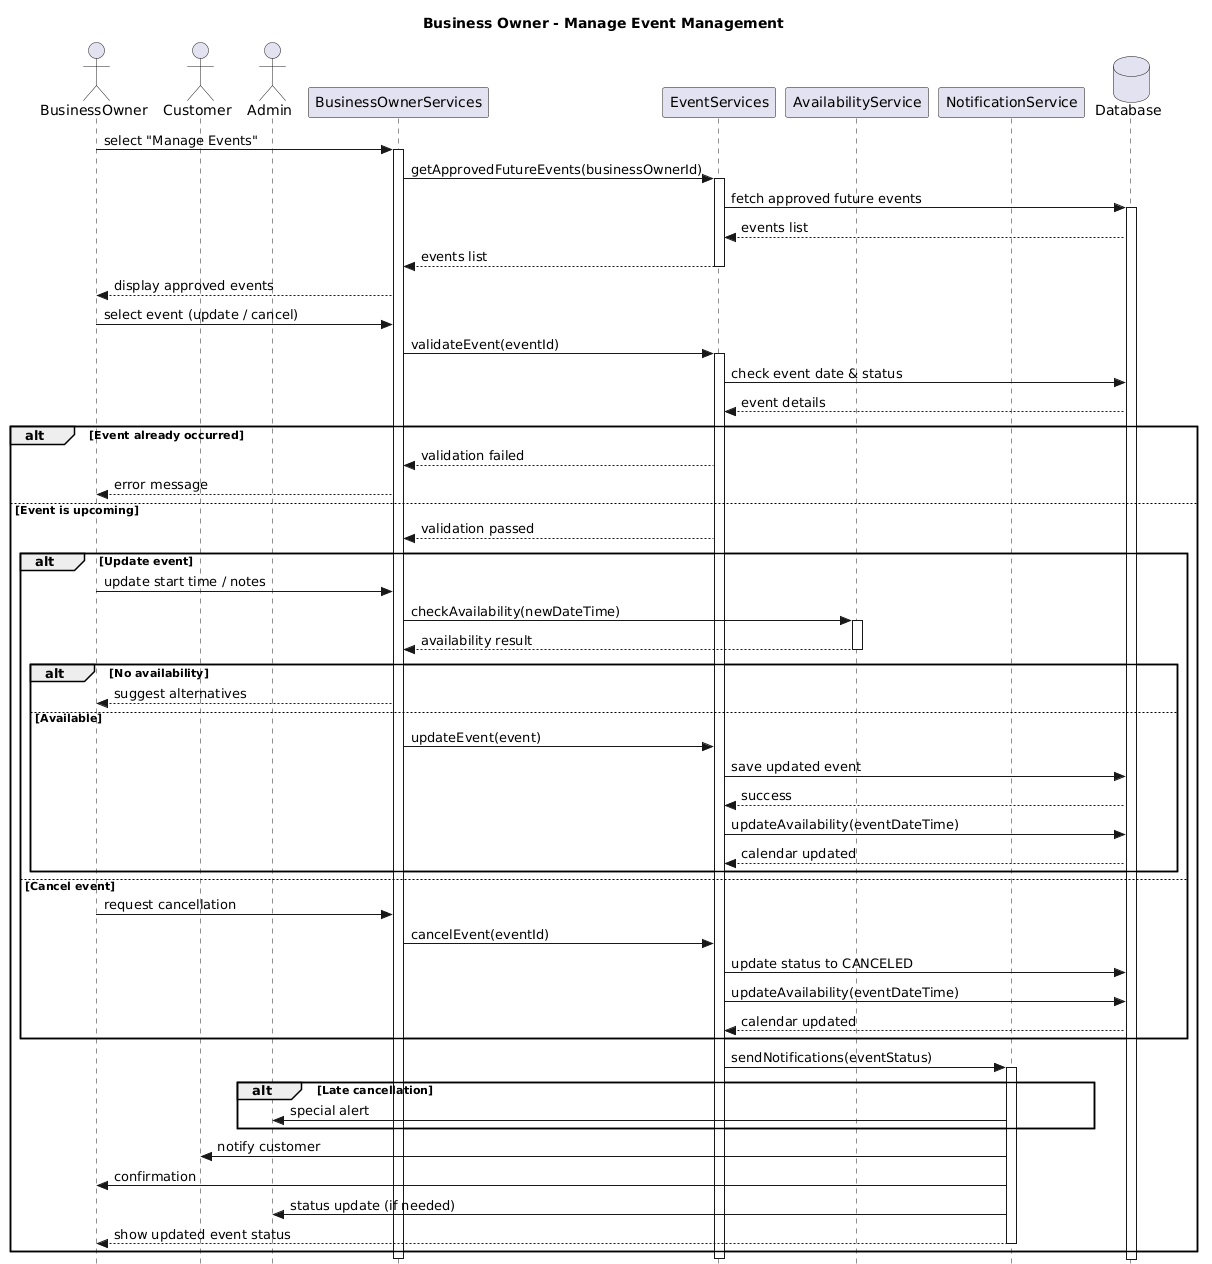 Business Owner - Manage Event Management
BusinessOwner
Customer
Admin
BusinessOwnerServices
EventServices
AvailabilityService
NotificationService
Database
select "Manage Events"
getApprovedFutureEvents(businessOwnerId)
fetch approved future events
events list
events list
display approved events
select event (update / cancel)
validateEvent(eventId)
check event date & status
event details
alt [Event already occurred]
validation failed
error message
[Event is upcoming]
validation passed
alt [Update event]
update start time / notes
checkAvailability(newDateTime)
availability result
alt [No availability]
suggest alternatives
[Available]
updateEvent(event)
save updated event
success
updateAvailability(eventDateTime)
calendar updated
[Cancel event]
request cancellation
cancelEvent(eventId)
update status to CANCELED
updateAvailability(eventDateTime)
calendar updated
sendNotifications(eventStatus)
alt [Late cancellation]
special alert
notify customer
confirmation
status update (if needed)
show updated event status